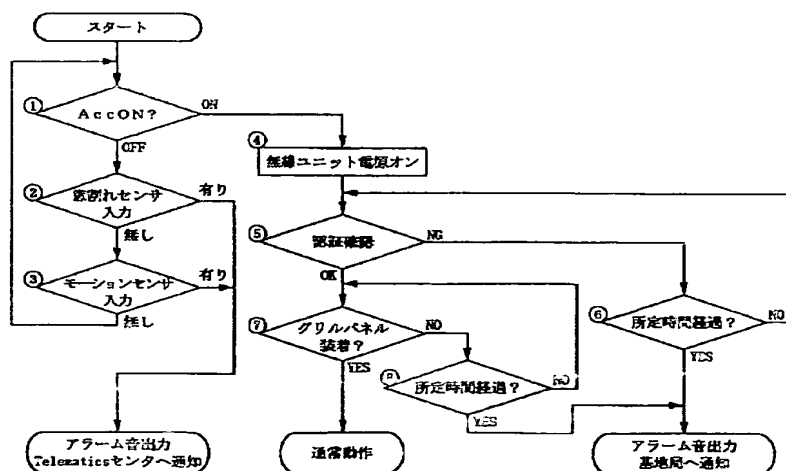 スタート
①
AccON?
ON
OFF
④
無線ユニット電源オン
②
窓割れセンサ
入力
有り
無し
⑤
認証確認
NG
OK
③
モーションセンサ
入力
有り
無し
⑥
所定時間経過?
NO
YES
⑦
グリルパネル
装着?
NO
YES
⑧
所定時間経過?
NO
YES
アラーム音出力
Telematicsセンタへ通知
通常動作
アラーム音出力
基地局へ通知